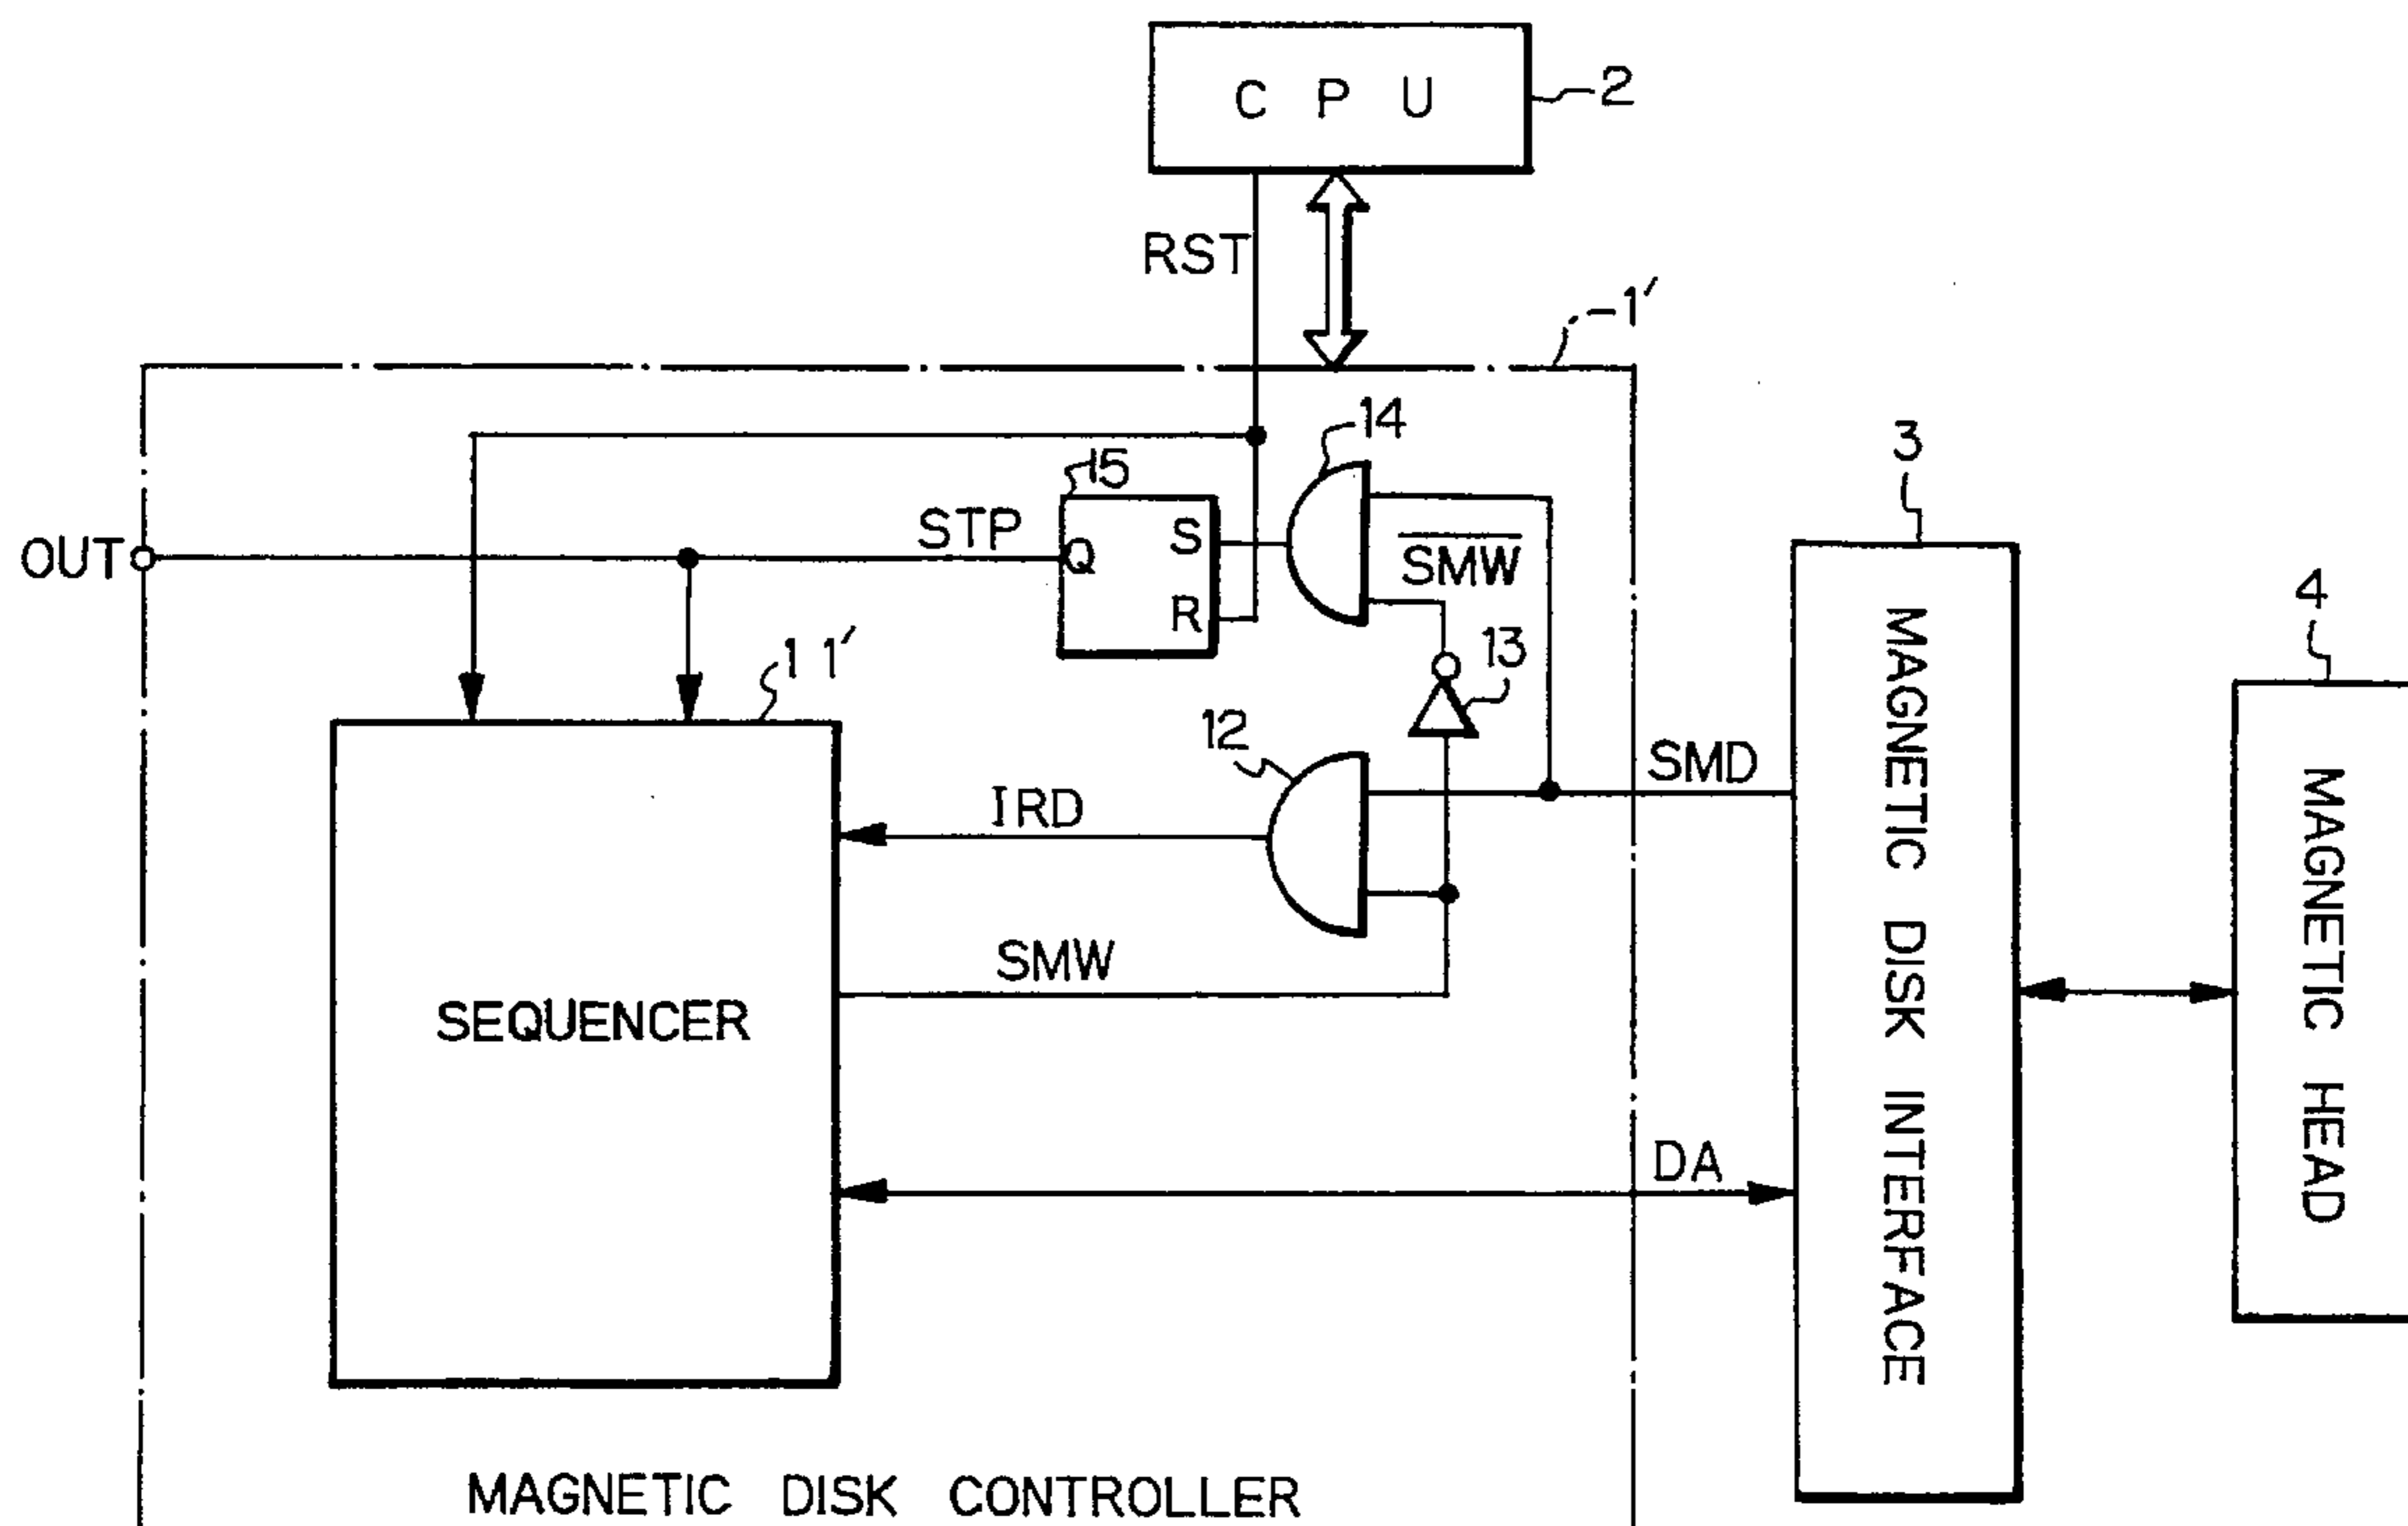 C P U
2
RST
1′
14
3
15
STP
S
OUT
Q
SMW
4
R
13
11′
12
SMD
IRD
SMW
SEQUENCER
DA
MAGNETIC DISK INTERFACE
MAGNETIC HEAD
MAGNETIC DISK CONTROLLER